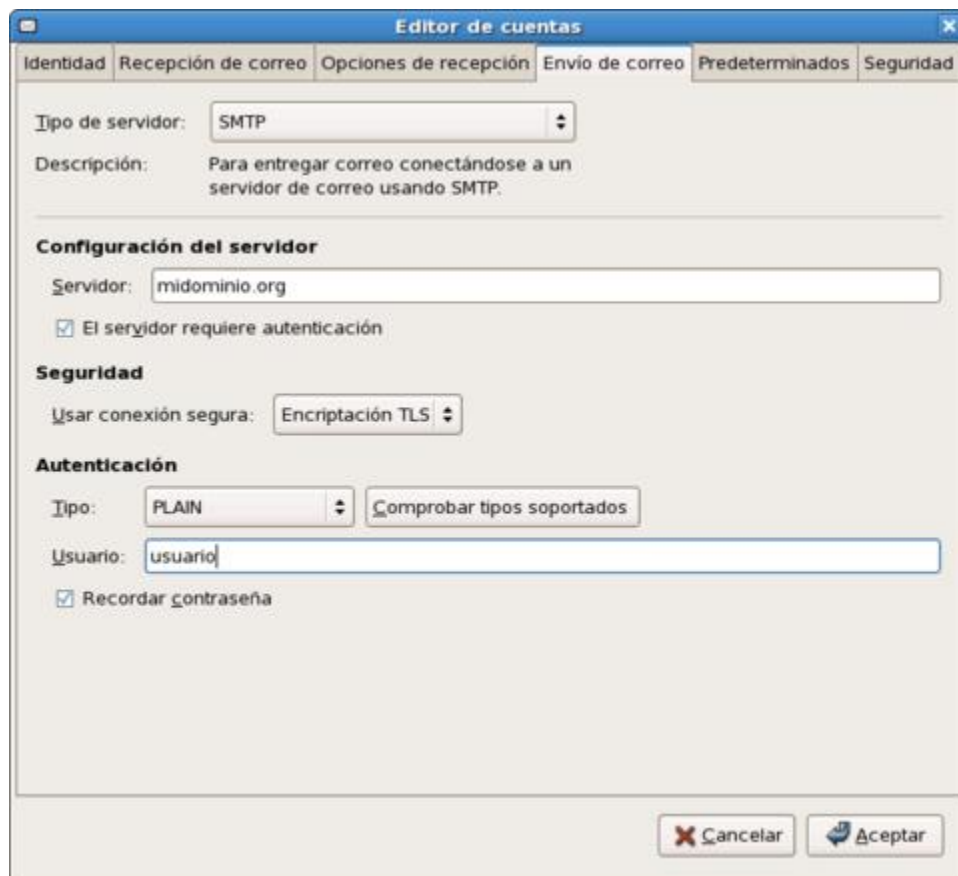 Editor de cuentas
Identidad Recepción de correo Opciones de recepción Envío de correo Predeterminados Seguridad
Tipo de servidor: SMTP
Descripción: Para entregar correo conectándose a un
servidor de correo usando SMTP.
Configuración del servidor
Servidor: midominio.org
El servidor requiere autenticación
Seguridad
Usar conexión segura: Encriptación TLS
Autenticación
Tipo: PLAIN Comprobar tipos soportados
Usuario: usuario
Recordar contraseña
Cancelar Aceptar